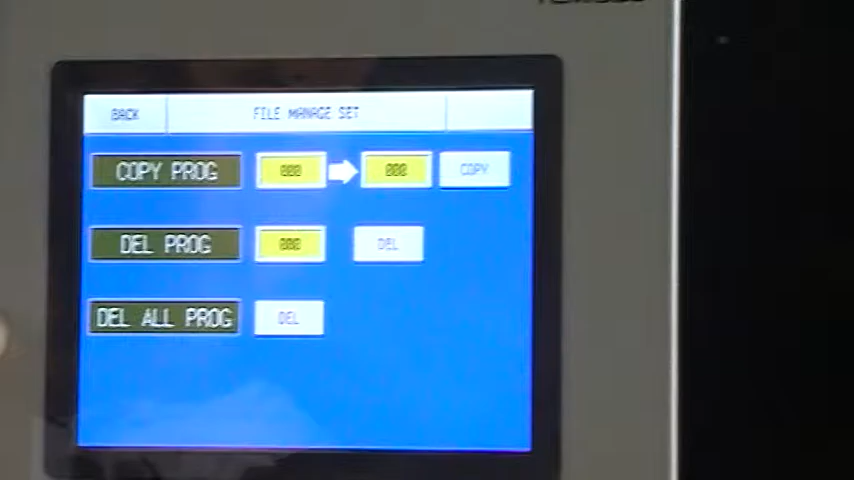 BACK FILE MANAGE SET
COPY PROG 000 000 COPY
DEL PROG 000 DEL
DEL ALL PROG DEL